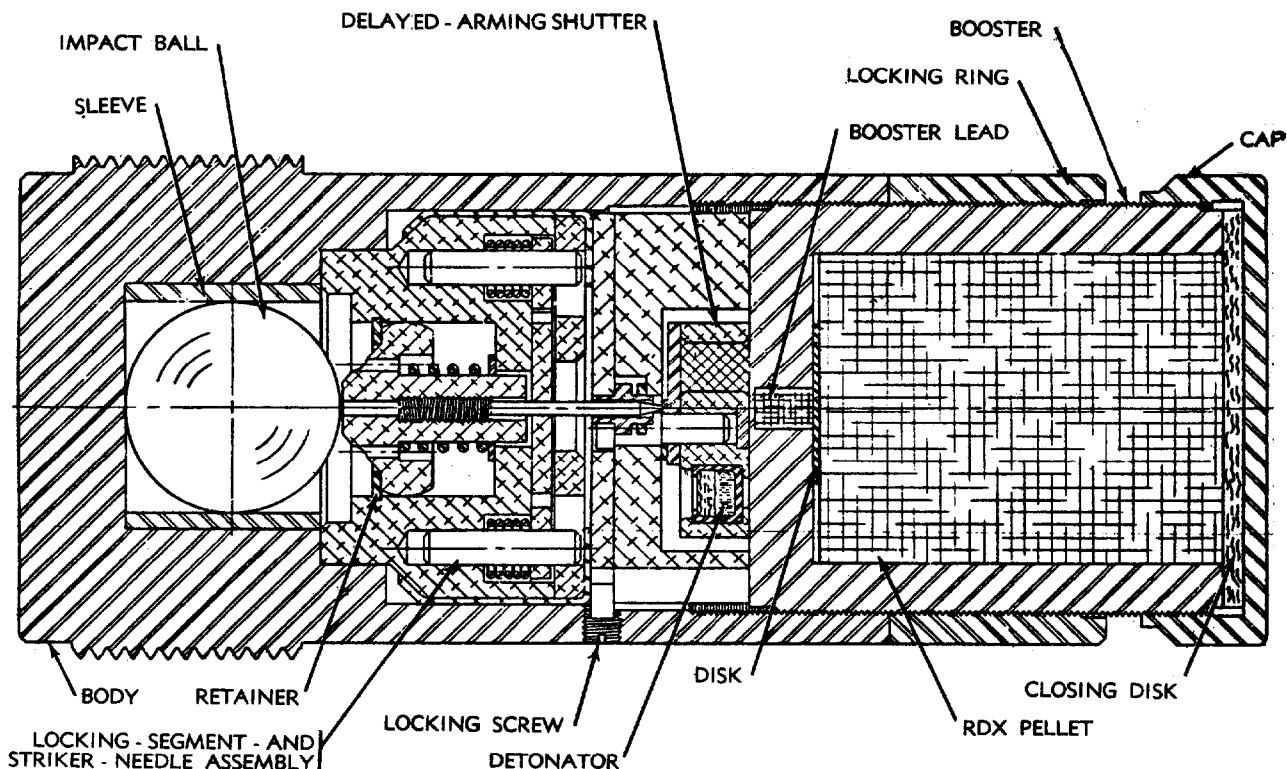 DELAYED - ARMING SHUTTER
BOOSTER
IMPACT BALL
LOCKING RING
SLEEVE
BOOSTER LEAD
CAP
BODY
RETAINER
DISK
CLOSING DISK
LOCKING SCREW
RDX PELLET
LOCKING - SEGMENT - AND
STRIKER - NEEDLE ASSEMBLY
DETONATOR